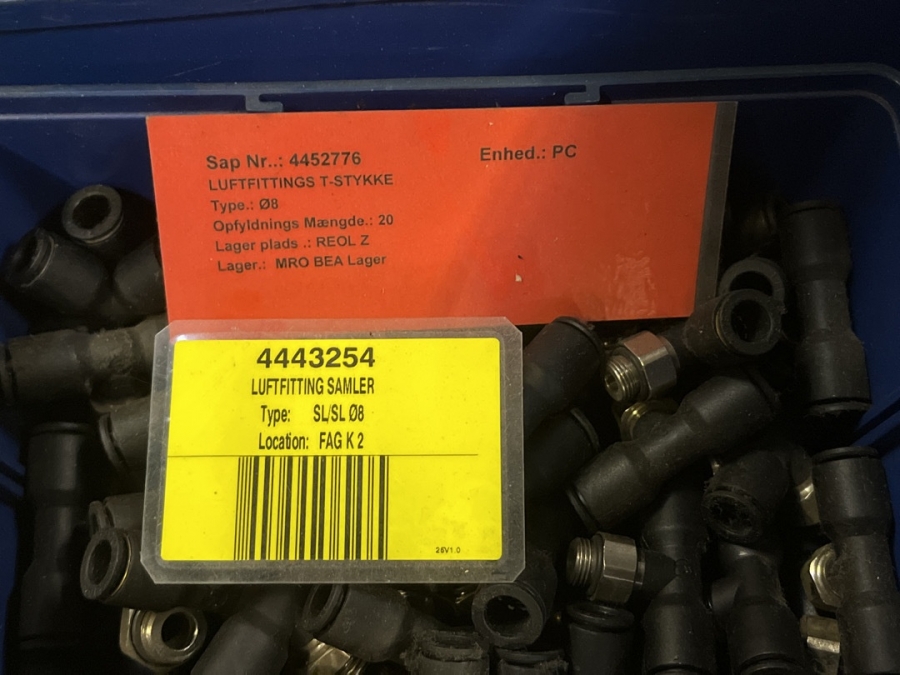 Sap Nr..: 4452776 Enhed.: PC
LUFTFITTINGS T-STYKKE
Type.: Ø8
Opfyldnings Mængde.: 20
Lager plads .: REOL Z
Lager.: MRO BEA Lager
4443254
LUFTFITTING SAMLER
Type: SL/SL Ø8
Location: FAG K 2
26V1.0